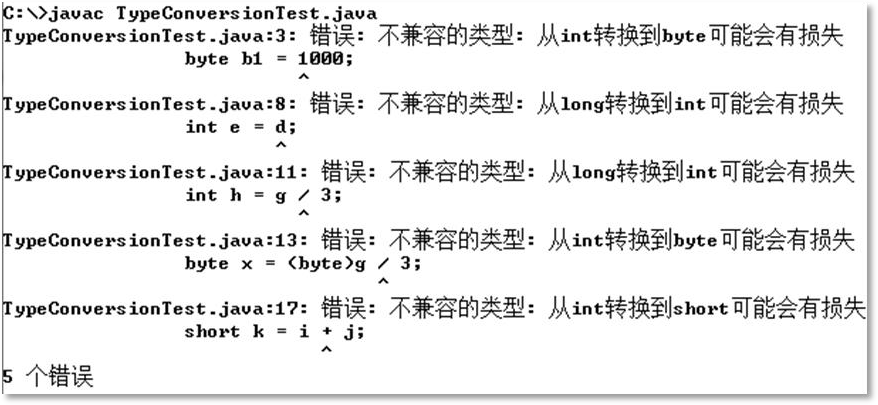 C:\>javac TypeConversionTest.java
TypeConversionTest.java:3: 错误: 不兼容的类型: 从int转换到byte可能会有损失
byte b1 = 1000;
^
TypeConversionTest.java:8: 错误: 不兼容的类型: 从long转换到int可能会有损失
int e = d;
^
TypeConversionTest.java:11: 错误: 不兼容的类型: 从long转换到int可能会有损失
int h = g / 3;
^
TypeConversionTest.java:13: 错误: 不兼容的类型: 从int转换到byte可能会有损失
byte x = (byte)g / 3;
^
TypeConversionTest.java:17: 错误: 不兼容的类型: 从int转换到short可能会有损失
short k = i + j;
^
5 个错误